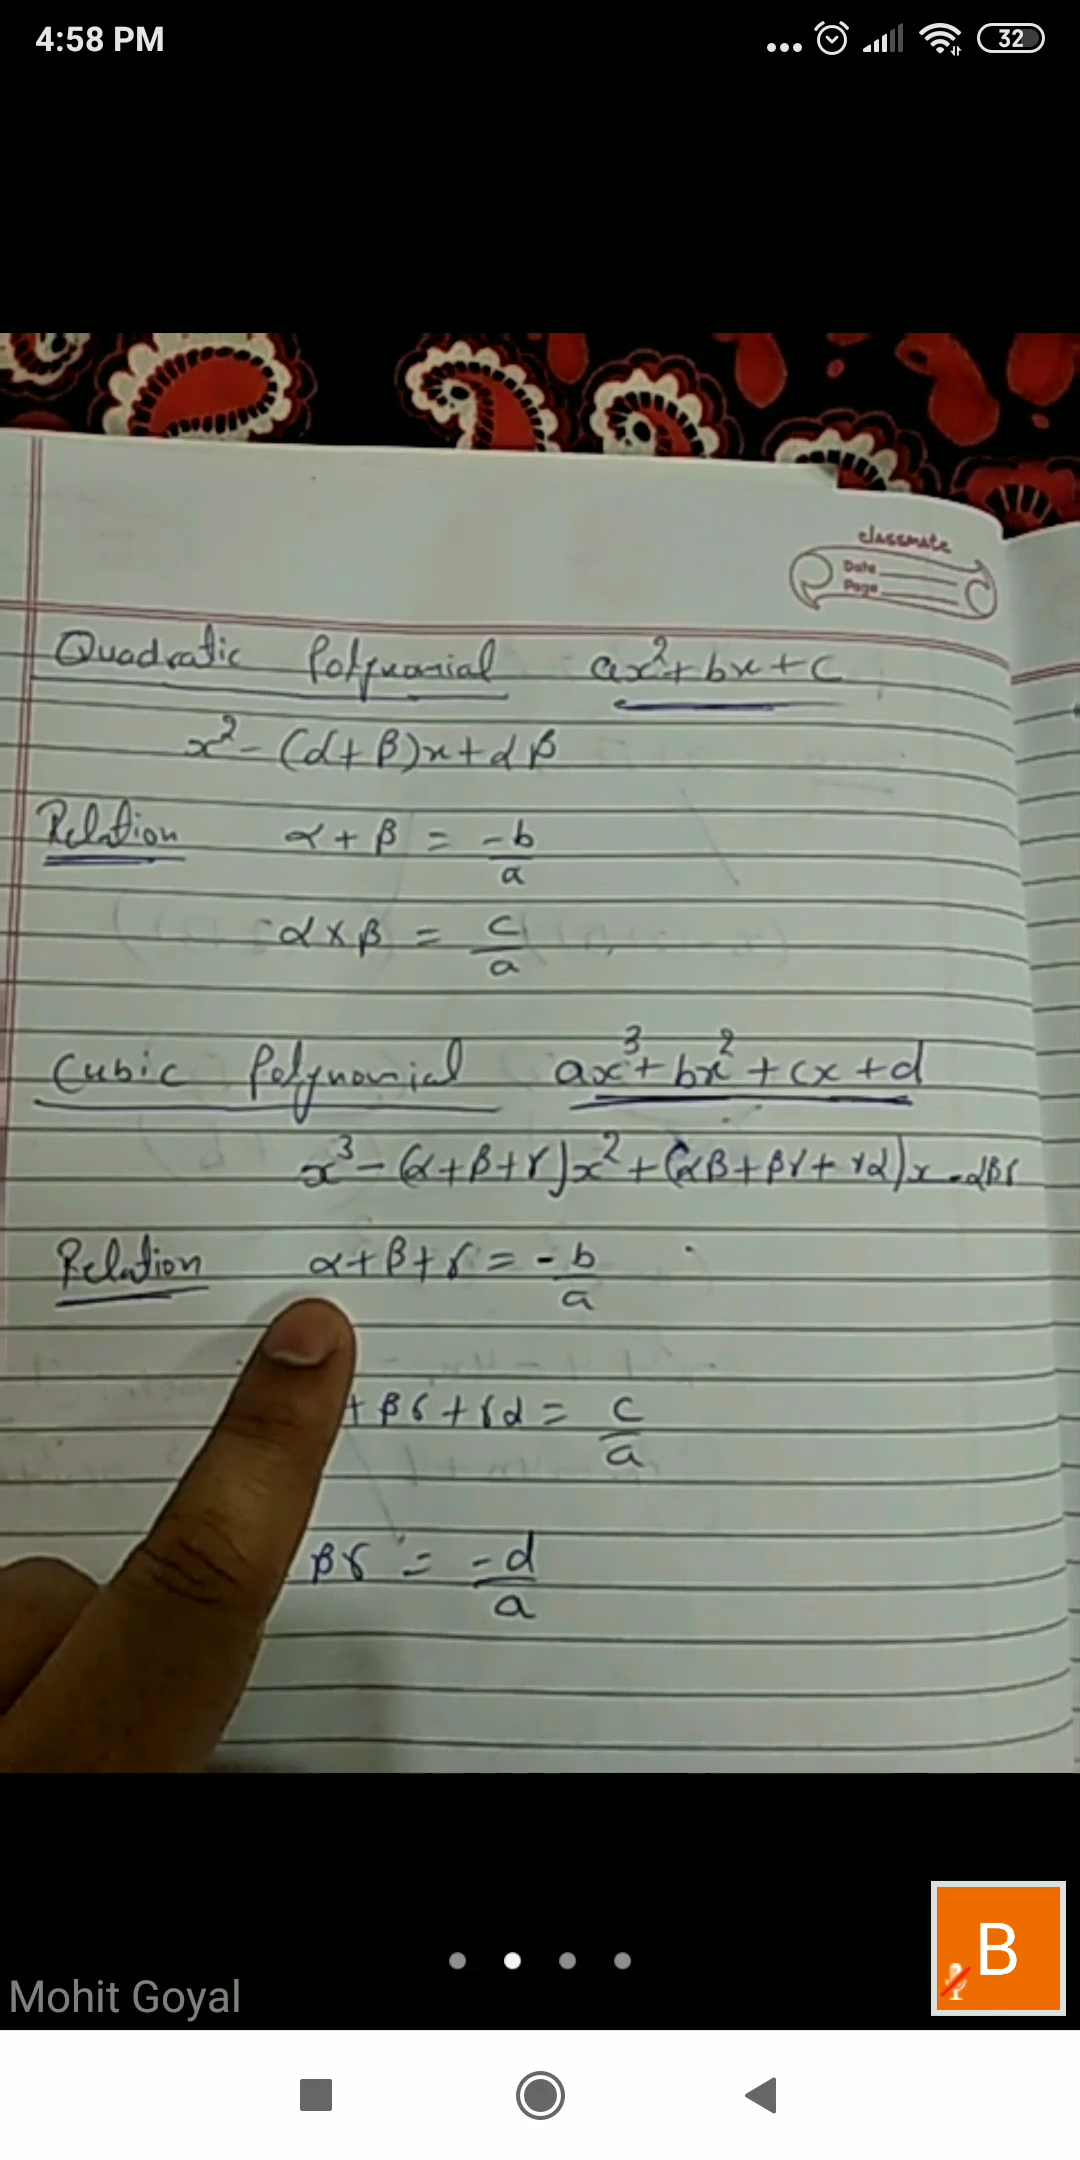 4:58 PM
32
classmate
Date
Page
Quadratic Polynomial ax²+bx+c
x²-(α+β)x+αβ
Relation α+β = -b/a
α×β = c/a
Cubic Polynomial ax³+bx²+cx+d
x³-(α+β+γ)x²+(αβ+βγ+γα)x-αβγ
Relation α+β+γ = -b/a
+βγ+γα = c/a
βγ = -d/a
B
Mohit Goyal